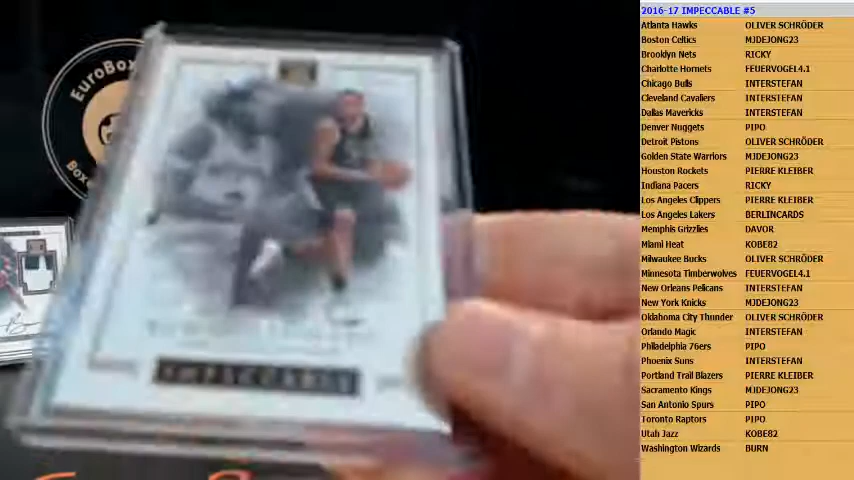 EuroBox
Box
IMPECCABLE
2016-17 IMPECCABLE #5
Atlanta Hawks OLIVER SCHRÖDER
Boston Celtics MJDEJONG23
Brooklyn Nets RICKY
Charlotte Hornets FEUERVOGEL4.1
Chicago Bulls INTERSTEFAN
Cleveland Cavaliers INTERSTEFAN
Dallas Mavericks INTERSTEFAN
Denver Nuggets PIPO
Detroit Pistons OLIVER SCHRÖDER
Golden State Warriors MJDEJONG23
Houston Rockets PIERRE KLEIBER
Indiana Pacers RICKY
Los Angeles Clippers PIERRE KLEIBER
Los Angeles Lakers BERLINCARDS
Memphis Grizzlies DAVOR
Miami Heat KOBE82
Milwaukee Bucks OLIVER SCHRÖDER
Minnesota Timberwolves FEUERVOGEL4.1
New Orleans Pelicans INTERSTEFAN
New York Knicks MJDEJONG23
Oklahoma City Thunder OLIVER SCHRÖDER
Orlando Magic INTERSTEFAN
Philadelphia 76ers PIPO
Phoenix Suns INTERSTEFAN
Portland Trail Blazers PIERRE KLEIBER
Sacramento Kings MJDEJONG23
San Antonio Spurs PIPO
Toronto Raptors PIPO
Utah Jazz KOBE82
Washington Wizards BURN